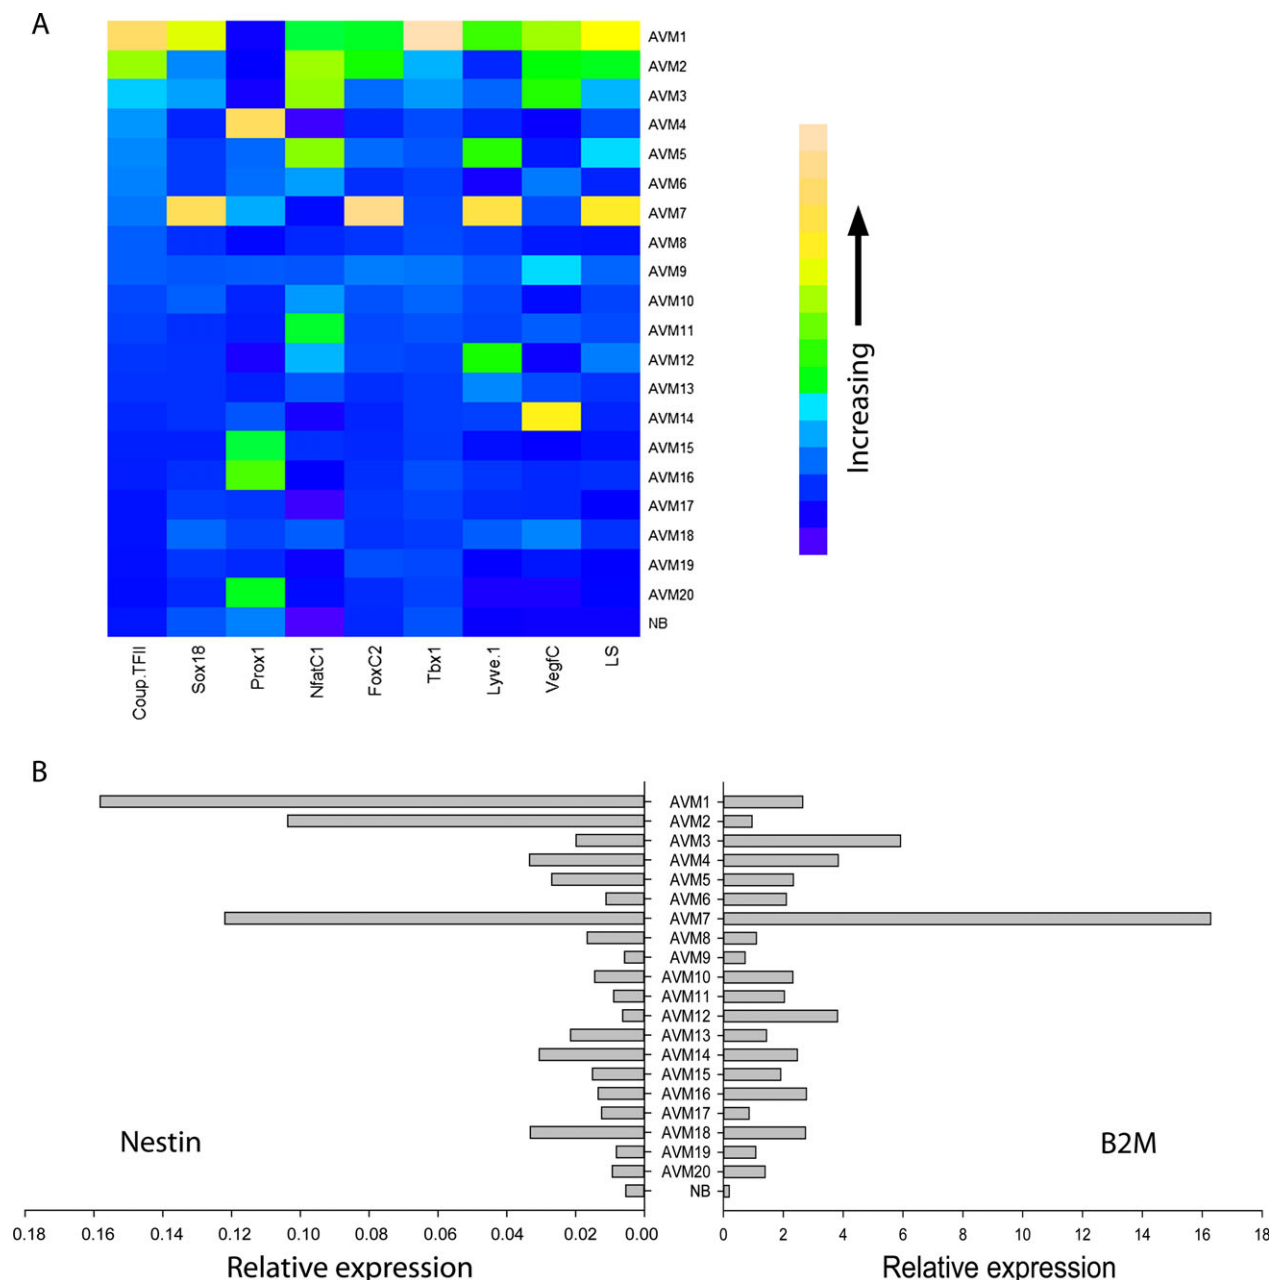 A
AVM1
AVM2
AVM3
AVM4
AVM5
AVM6
AVM7
AVM8
AVM9
AVM10
AVM11
AVM12
AVM13
AVM14
AVM15
AVM16
AVM17
AVM18
AVM19
AVM20
NB
Increasing
Coup.TFII Sox18 Prox1 NfatC1 FoxC2 Tbx1 Lyve.1 VegfC LS
B
AVM1
AVM2
AVM3
AVM4
AVM5
AVM6
AVM7
AVM8
AVM9
AVM10
AVM11
AVM12
AVM13
AVM14
AVM15
AVM16
AVM17
AVM18
AVM19
AVM20
NB
Nestin
B2M
0.18 0.16 0.14 0.12 0.10 0.08 0.06 0.04 0.02 0.00
0 2 4 6 8 10 12 14 16 18
Relative expression
Relative expression